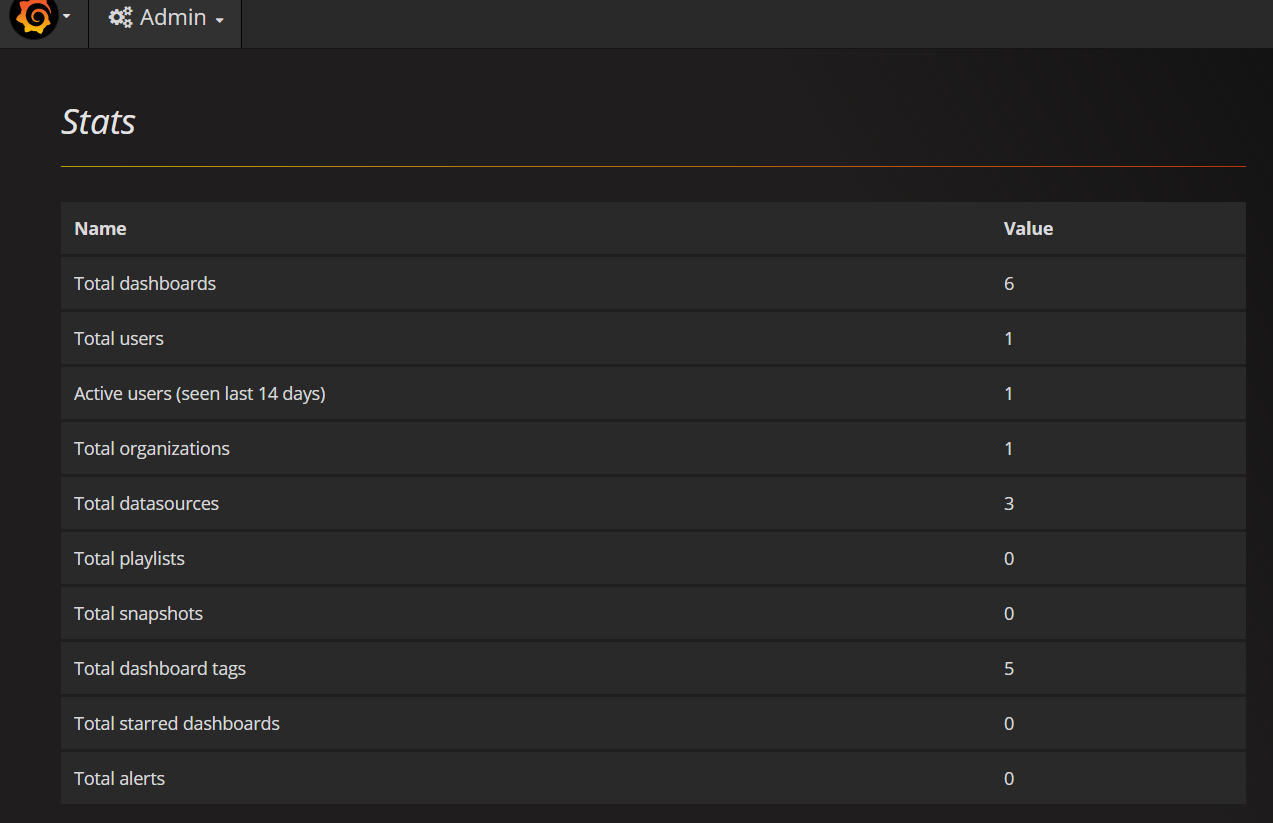 Admin
Stats
Name Value
Total dashboards 6
Total users 1
Active users (seen last 14 days) 1
Total organizations 1
Total datasources 3
Total playlists 0
Total snapshots 0
Total dashboard tags 5
Total starred dashboards 0
Total alerts 0